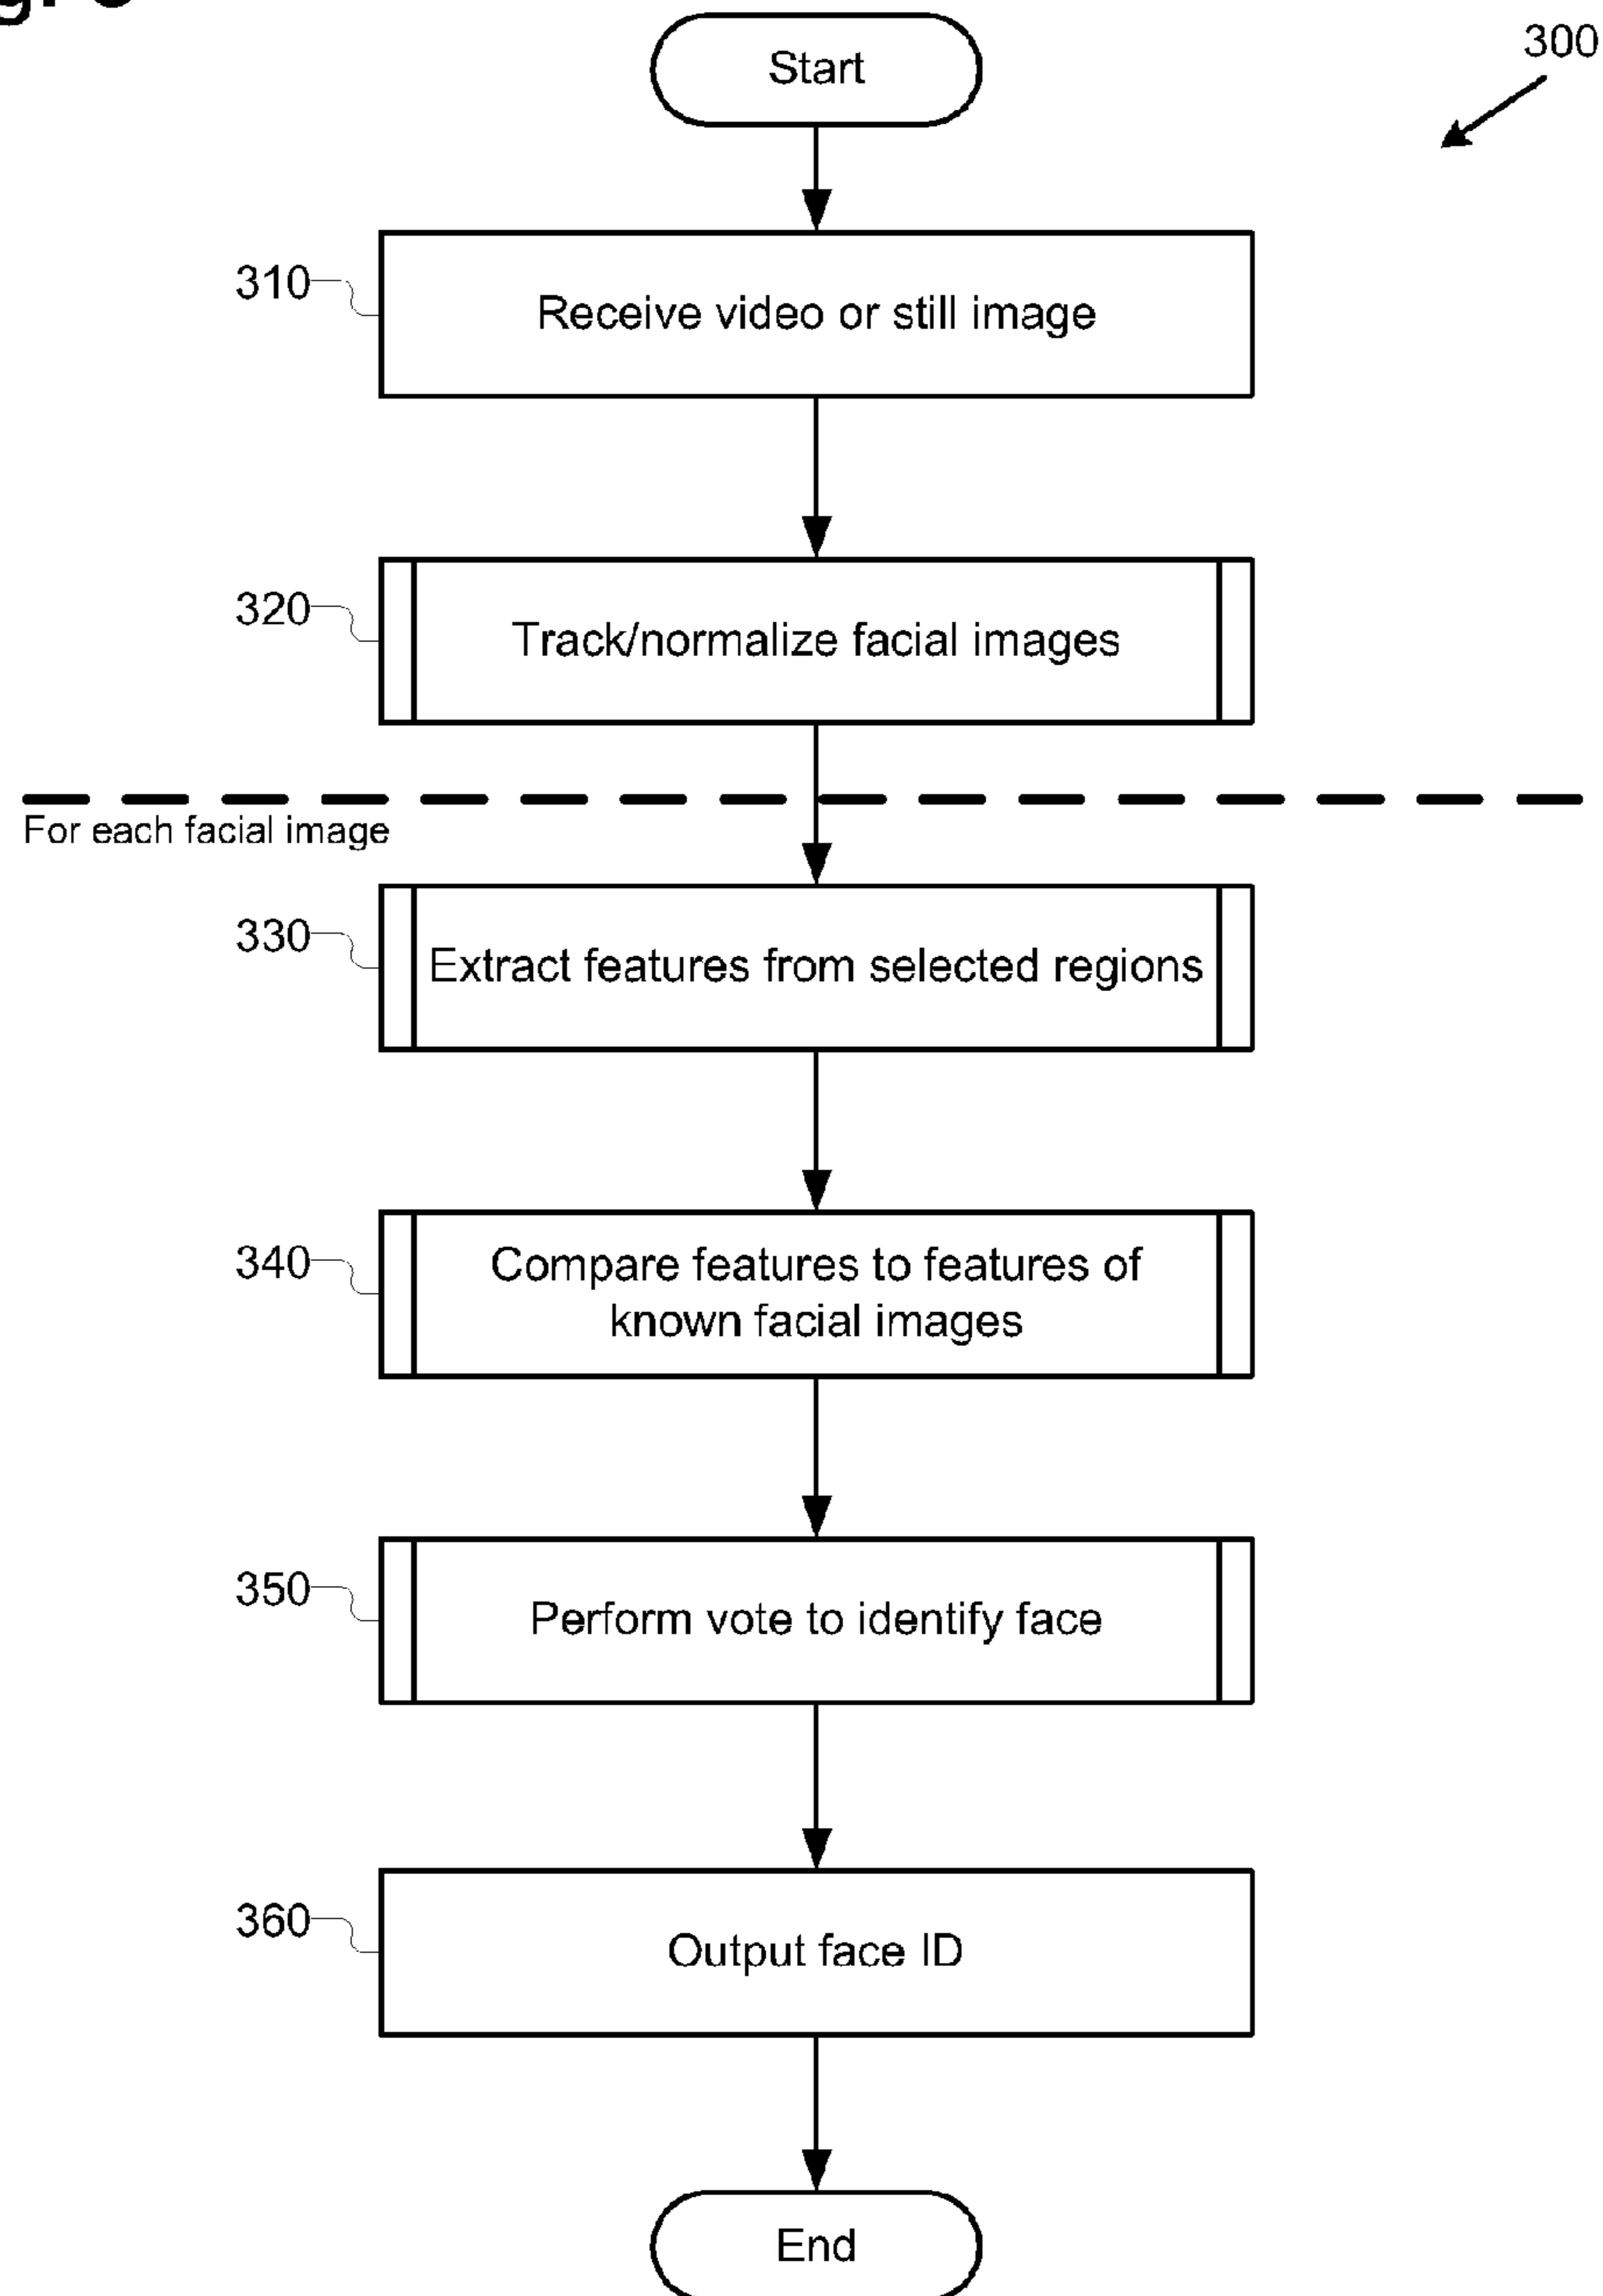 Start
300
310
Receive video or still image
320
Track/normalize facial images
For each facial image
330
Extract features from selected regions
340
Compare features to features of
known facial images
350
Perform vote to identify face
360
Output face ID
End